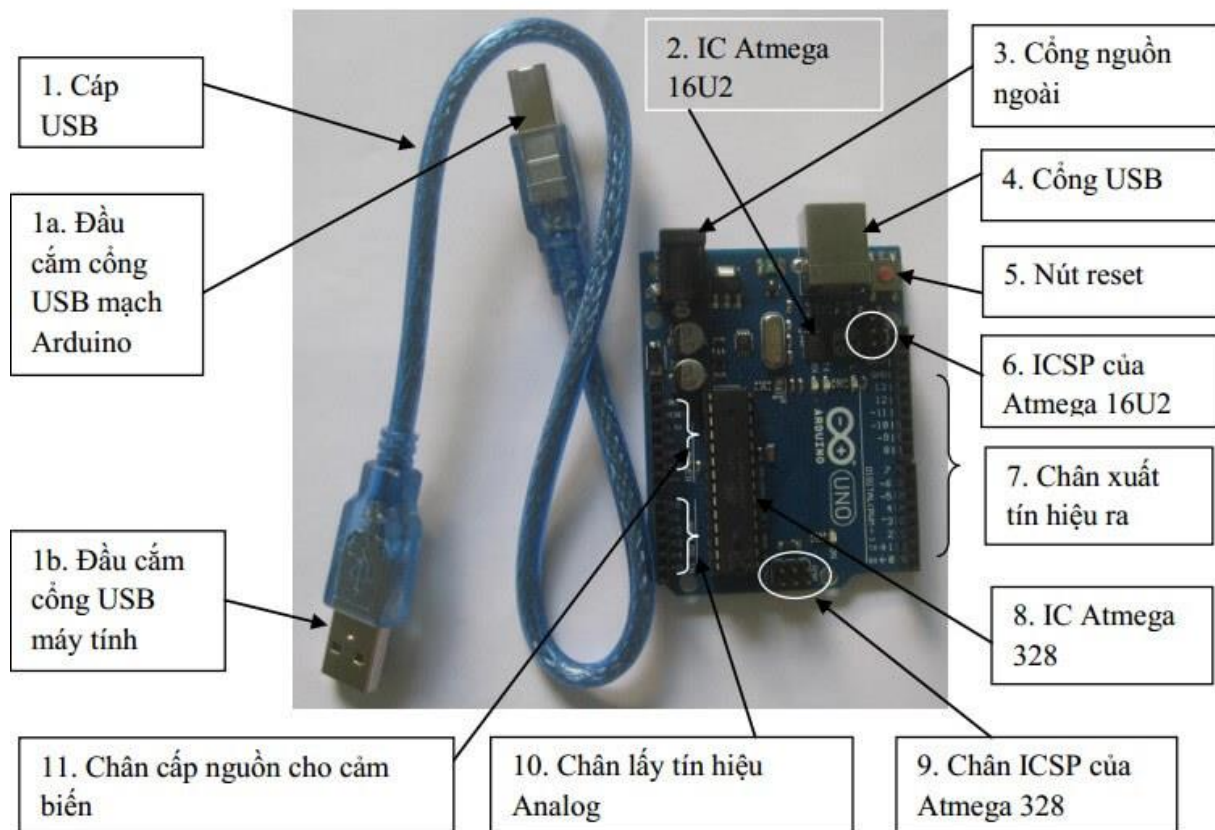 1. Cáp
USB
1a. Đầu
cắm cổng
USB mạch
Arduino
1b. Đầu cắm
cổng USB
máy tính
2. IC Atmega
16U2
3. Cổng nguồn
ngoài
4. Cổng USB
5. Nút reset
6. ICSP của
Atmega 16U2
7. Chân xuất
tín hiệu ra
8. IC Atmega
328
9. Chân ICSP của
Atmega 328
10. Chân lấy tín hiệu
Analog
11. Chân cấp nguồn cho cảm
biến
ARDUINO
UNO